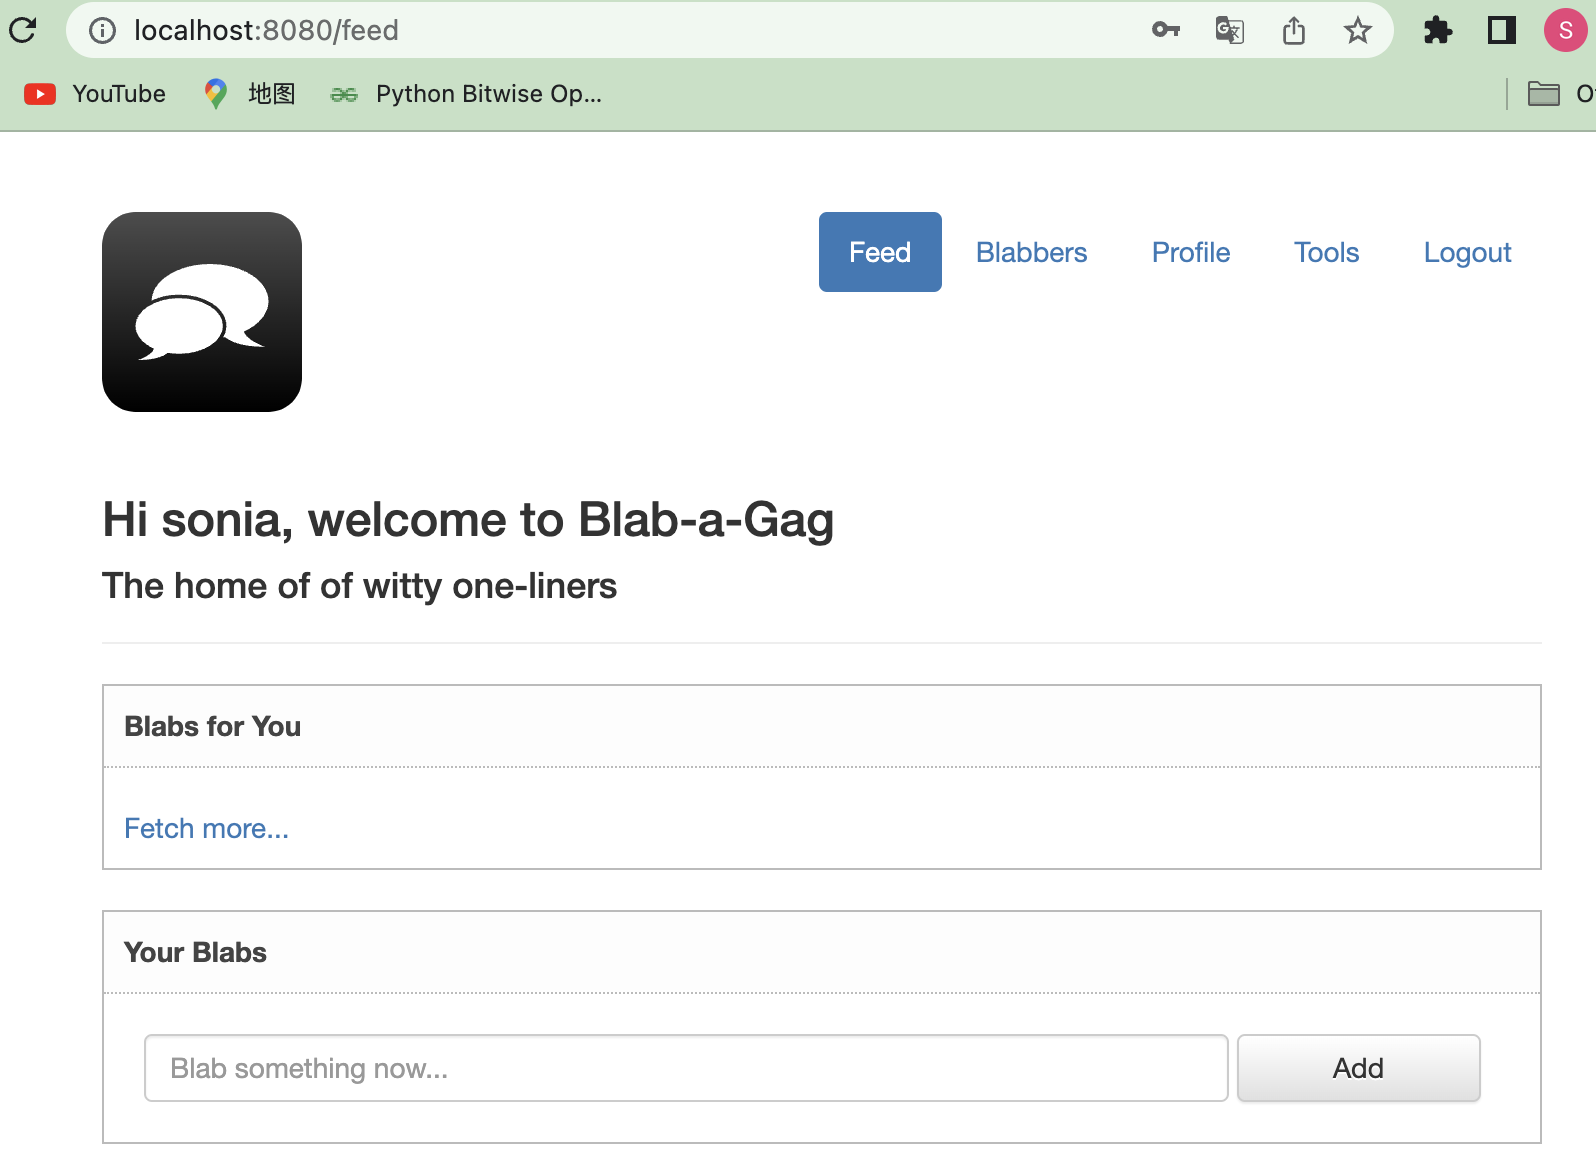 localhost:8080/feed
S
YouTube 地图 Python Bitwise Op...
Feed Blabbers Profile Tools Logout
Hi sonia, welcome to Blab-a-Gag
The home of of witty one-liners
Blabs for You
Fetch more...
Your Blabs
Blab something now... Add